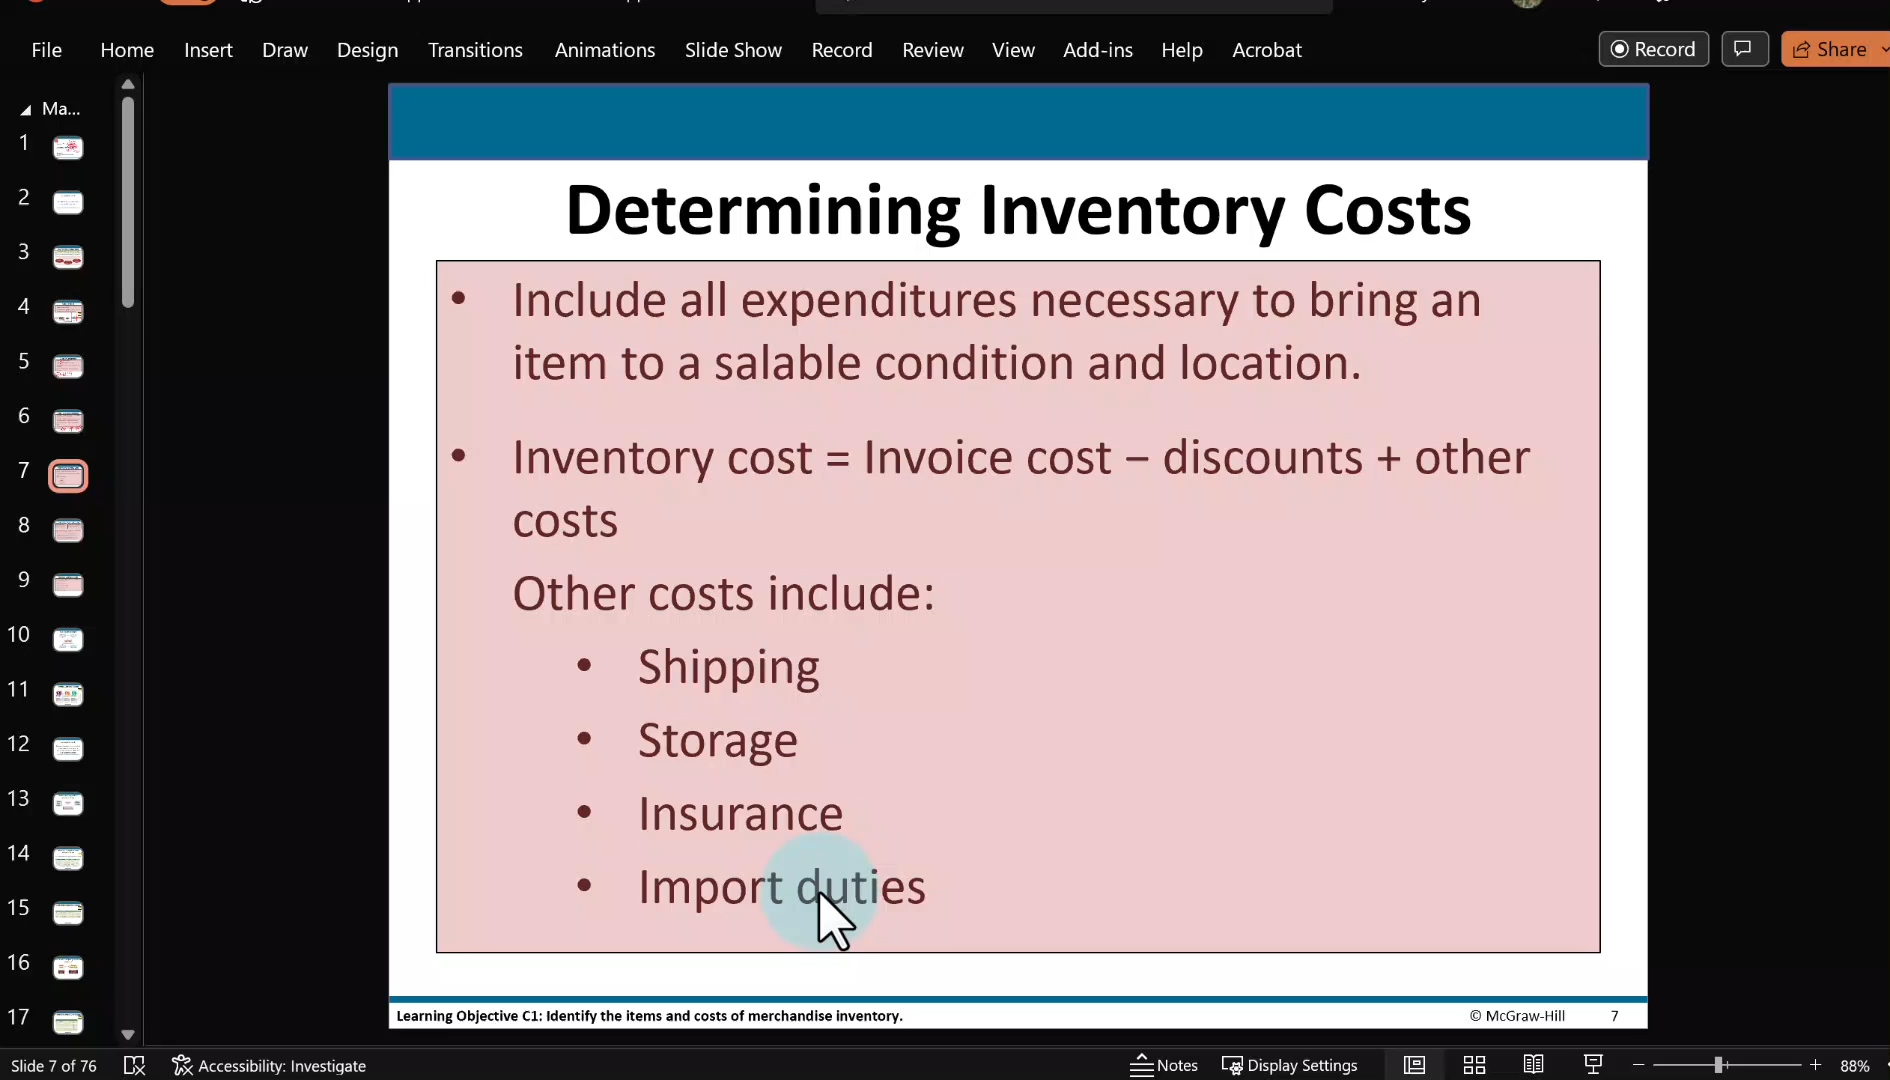 File Home Insert Draw Design Transitions Animations Slide Show Record Review View Add-ins Help Acrobat Record Share
Ma...
1
2
3
4
5
6
7
8
9
10
11
12
13
14
15
16
17
Determining Inventory Costs
• Include all expenditures necessary to bring an
item to a salable condition and location.
• Inventory cost = Invoice cost – discounts + other
costs
Other costs include:
• Shipping
• Storage
• Insurance
• Import duties
Learning Objective C1: Identify the items and costs of merchandise inventory. © McGraw-Hill 7
Slide 7 of 76 Accessibility: Investigate Notes Display Settings 88%